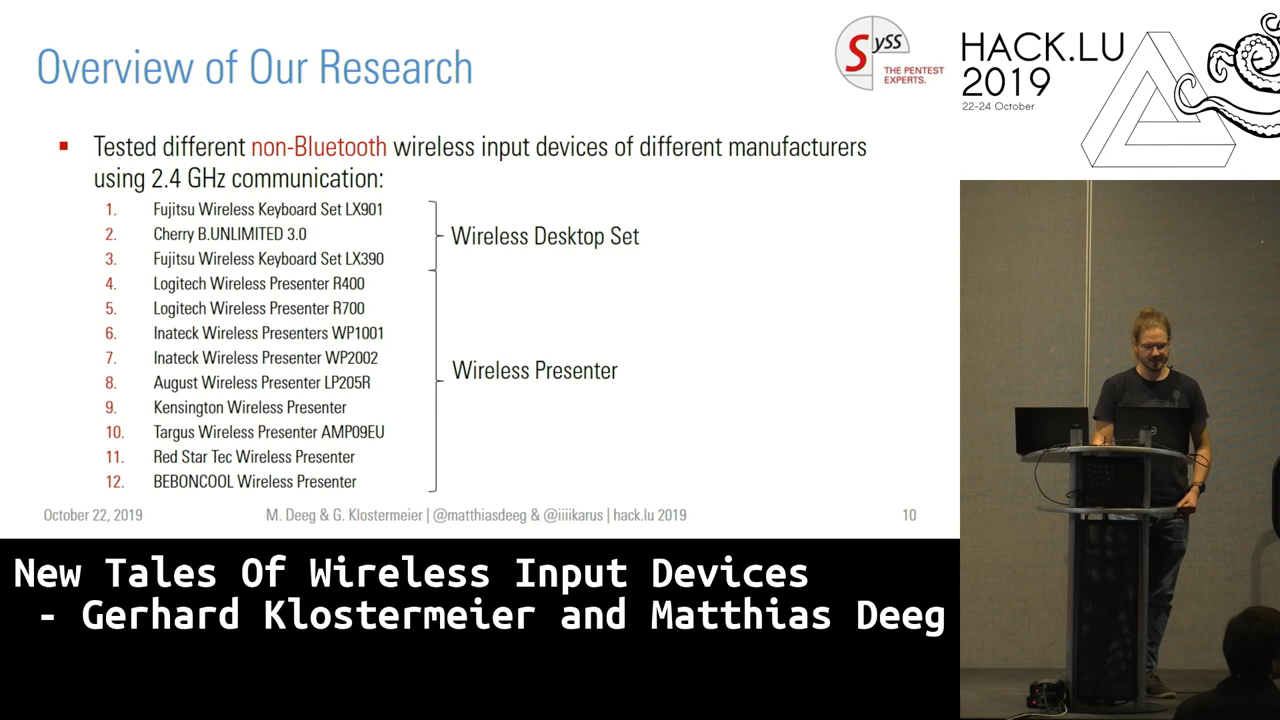 Overview of Our Research
SySS
THE PENTEST
EXPERTS.
HACK.LU
2019
22-24 October
▪ Tested different non-Bluetooth wireless input devices of different manufacturers
using 2.4 GHz communication:
1. Fujitsu Wireless Keyboard Set LX901
2. Cherry B.UNLIMITED 3.0
3. Fujitsu Wireless Keyboard Set LX390
Wireless Desktop Set
4. Logitech Wireless Presenter R400
5. Logitech Wireless Presenter R700
6. Inateck Wireless Presenters WP1001
7. Inateck Wireless Presenter WP2002
8. August Wireless Presenter LP205R
9. Kensington Wireless Presenter
10. Targus Wireless Presenter AMP09EU
11. Red Star Tec Wireless Presenter
12. BEBONCOOL Wireless Presenter
Wireless Presenter
October 22, 2019 M. Deeg & G. Klostermeier | @matthiasdeeg & @iiiikarus | hack.lu 2019 10
New Tales Of Wireless Input Devices
- Gerhard Klostermeier and Matthias Deeg